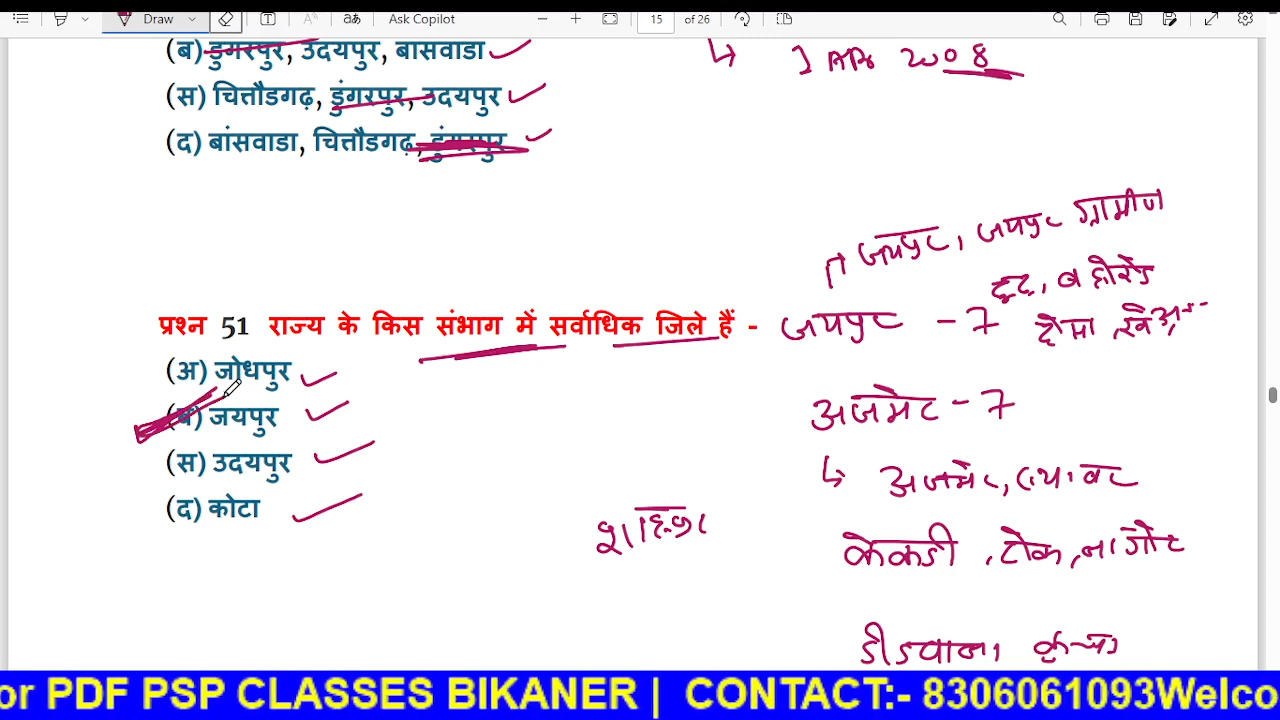 Draw
Ask Copilot
15 of 26
(ब) डुंगरपुर, उदयपुर, बांसवाडा
(स) चित्तौडगढ़, डुंगरपुर, उदयपुर
(द) बांसवाडा, चित्तौडगढ़, डुंगरपुर
2008
जयपुर, जयपुर ग्रामीण
दूदू,
प्रश्न 51 राज्य के किस संभाग में सर्वाधिक जिले हैं -
जयपुर - 7
(अ) जोधपुर
(ब) जयपुर
(स) उदयपुर
(द) कोटा
अजमेर - 7
अजमेर, ब्यावर
केकडी, टोंक, नागौर
डीडवाना
or PDF PSP CLASSES BIKANER | CONTACT:- 8306061093Welco